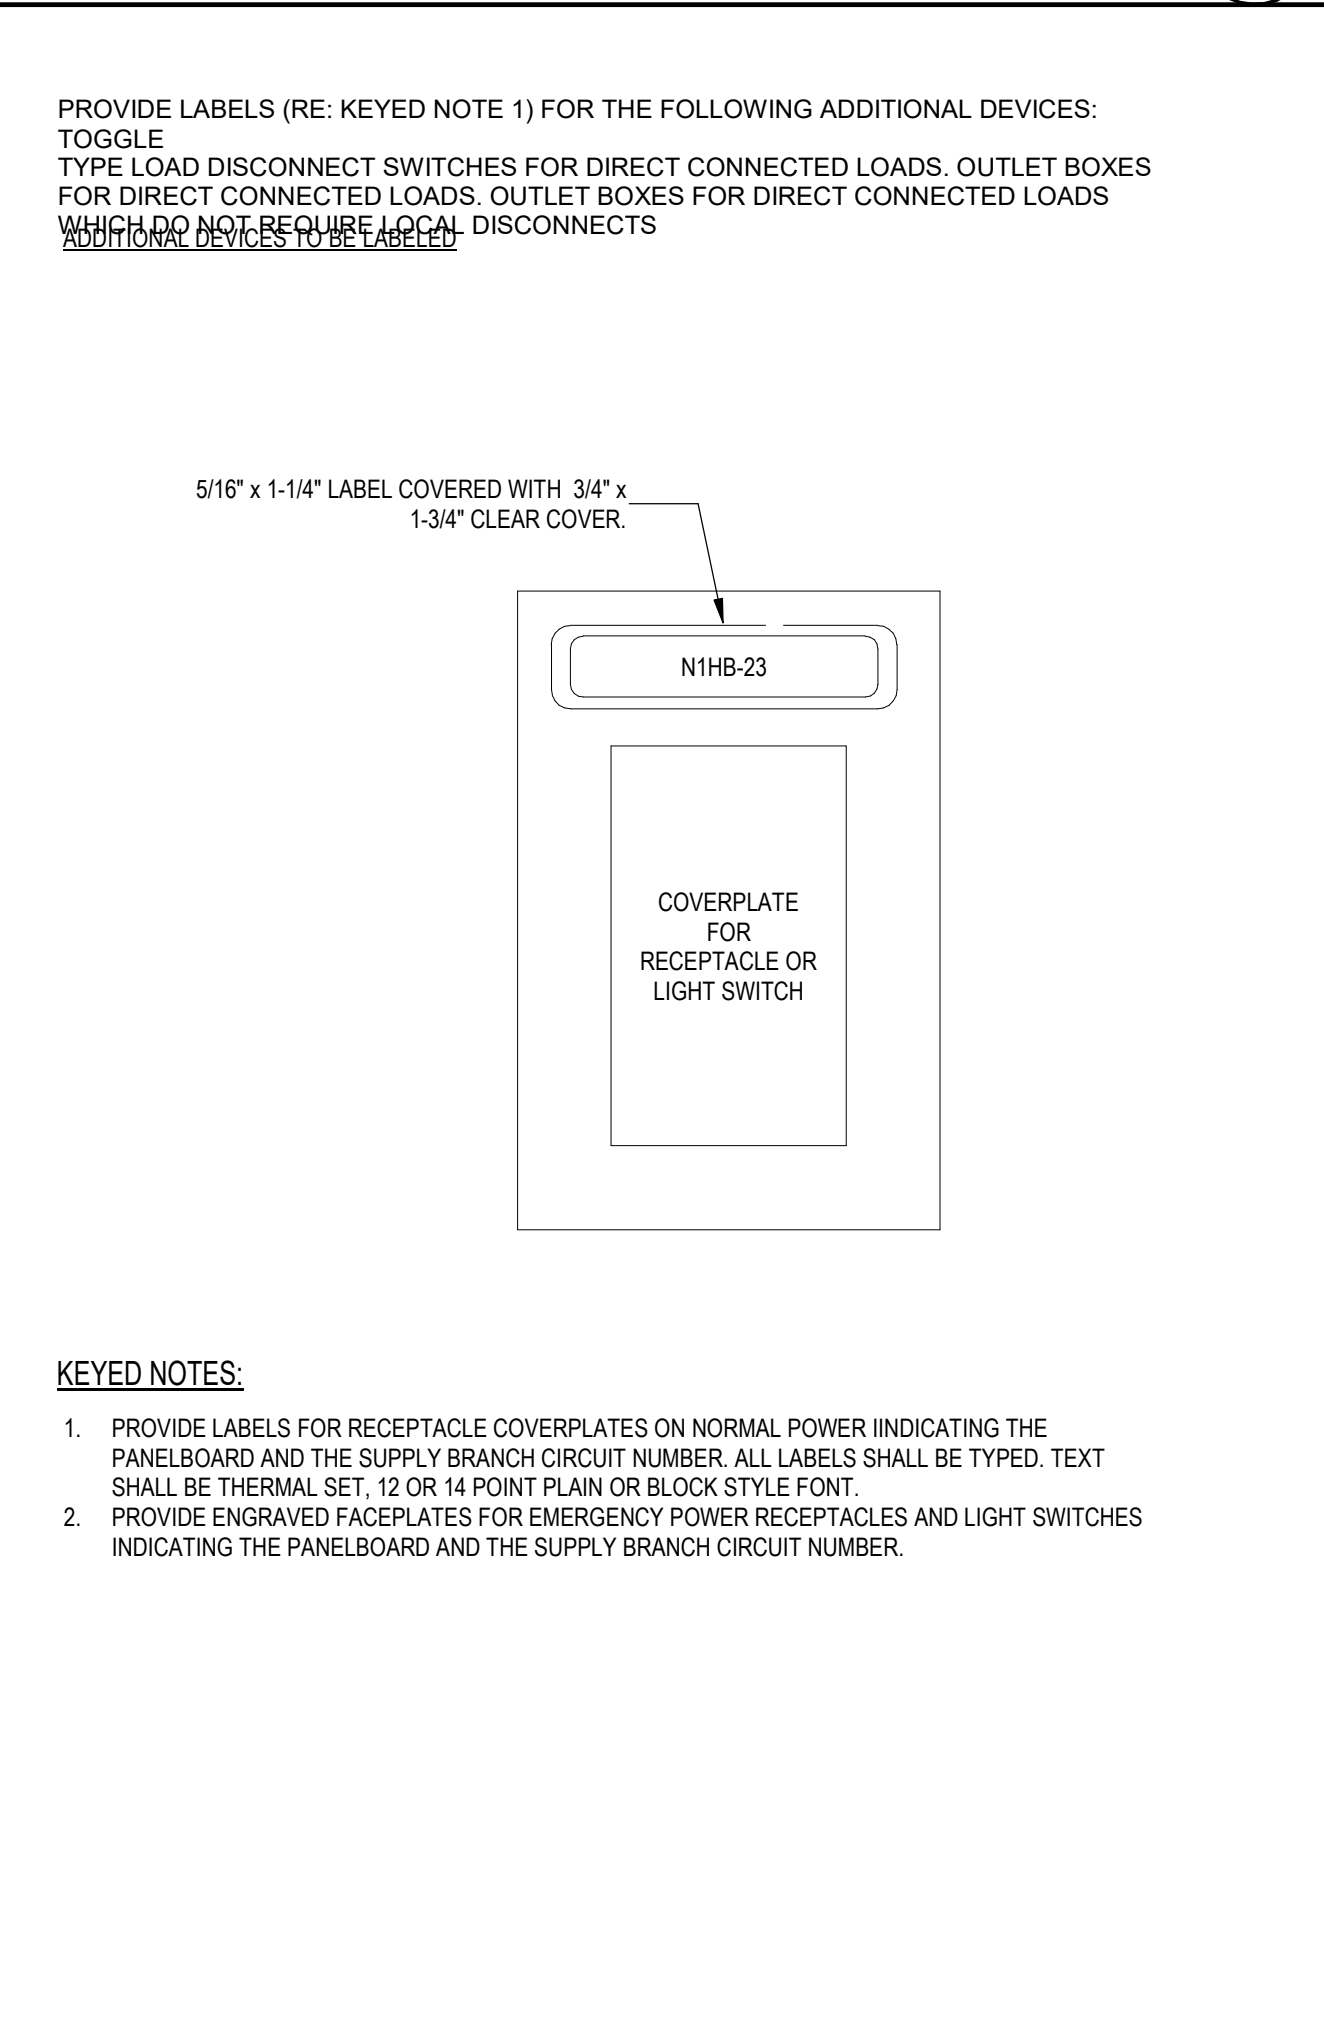 PROVIDE LABELS (RE: KEYED NOTE 1) FOR THE FOLLOWING ADDITIONAL DEVICES:
TOGGLE
TYPE LOAD DISCONNECT SWITCHES FOR DIRECT CONNECTED LOADS. OUTLET BOXES
FOR DIRECT CONNECTED LOADS. OUTLET BOXES FOR DIRECT CONNECTED LOADS
WHICH DO NOT REQUIRE LOCAL DISCONNECTS
ADDITIONAL DEVICES TO BE LABELED
5/16" x 1-1/4" LABEL COVERED WITH 3/4" x
1-3/4" CLEAR COVER.
N1HB-23
COVERPLATE
FOR
RECEPTACLE OR
LIGHT SWITCH
KEYED NOTES:
1. PROVIDE LABELS FOR RECEPTACLE COVERPLATES ON NORMAL POWER IINDICATING THE
PANELBOARD AND THE SUPPLY BRANCH CIRCUIT NUMBER. ALL LABELS SHALL BE TYPED. TEXT
SHALL BE THERMAL SET, 12 OR 14 POINT PLAIN OR BLOCK STYLE FONT.
2. PROVIDE ENGRAVED FACEPLATES FOR EMERGENCY POWER RECEPTACLES AND LIGHT SWITCHES
INDICATING THE PANELBOARD AND THE SUPPLY BRANCH CIRCUIT NUMBER.